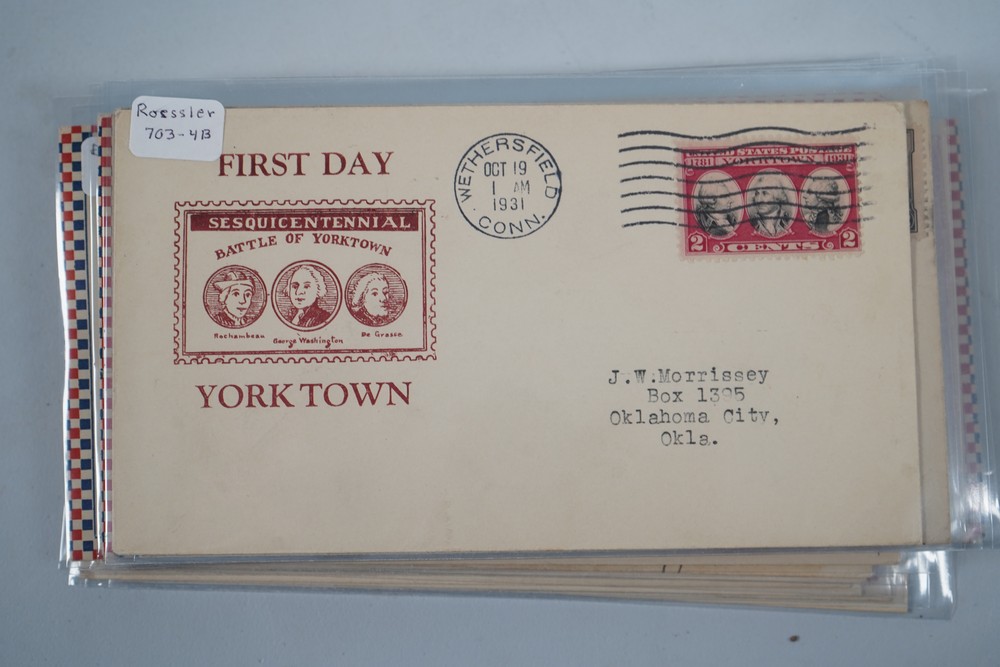 Roessler
703-4B
FIRST DAY
SESQUICENTENNIAL
BATTLE OF YORKTOWN
Rochambeau George Washington De Grasse
YORKTOWN
WETHERSFIELD
OCT 19
1 AM
1931
CONN.
UNITED STATES POSTAGE
1781 YORKTOWN 1931
2 CENTS 2
J.W.Morrissey
Box 1395
Oklahoma City,
Okla.